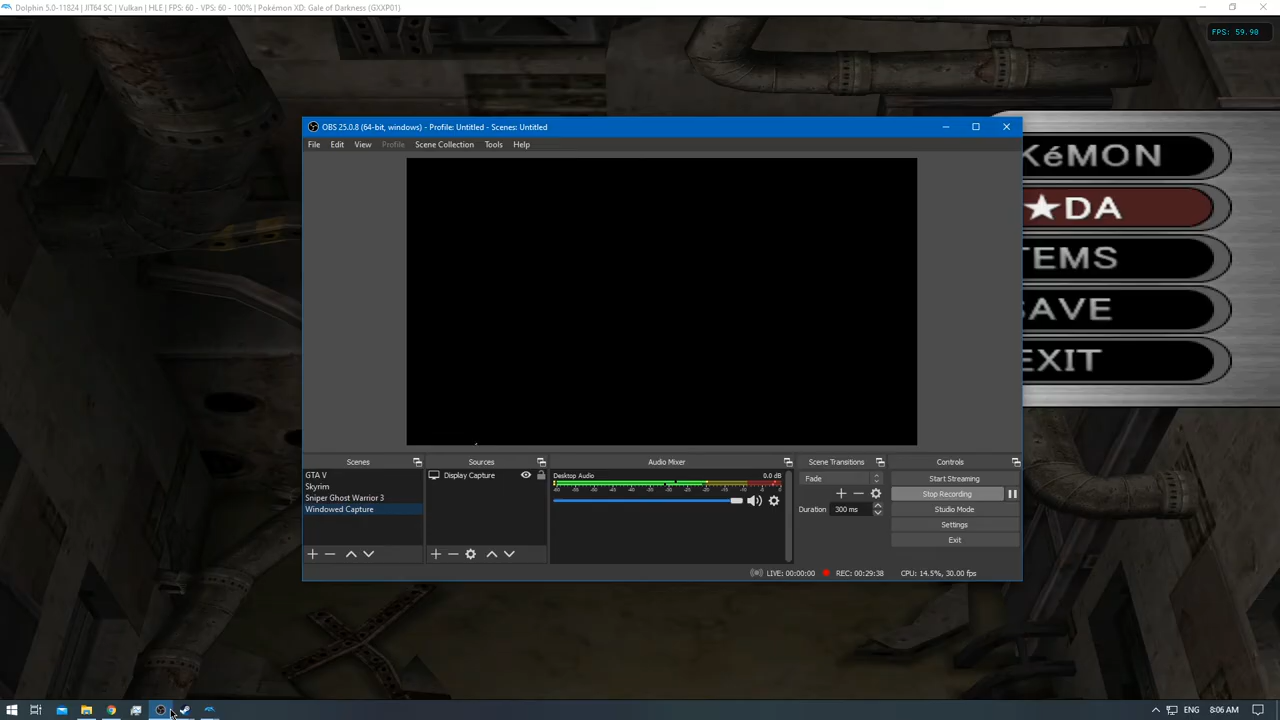 Dolphin 5.0-11824 | JIT64 SC | Vulkan | HLE | FPS: 60 - VPS: 60 - 100% | Pokémon XD: Gale of Darkness (GXXP01)
FPS: 59.90
OBS 25.0.8 (64-bit, windows) - Profile: Untitled - Scenes: Untitled
File Edit View Profile Scene Collection Tools Help
KéMON
★DA
TEMS
SAVE
EXIT
Scenes
GTA V
Skyrim
Sniper Ghost Warrior 3
Windowed Capture
Sources
Display Capture
Audio Mixer
Desktop Audio 0.0 dB
Scene Transitions
Fade
Duration 300 ms
Controls
Start Streaming
Stop Recording
Studio Mode
Settings
Exit
LIVE: 00:00:00 REC: 00:29:38 CPU: 14.5%, 30.00 fps
ENG 8:06 AM